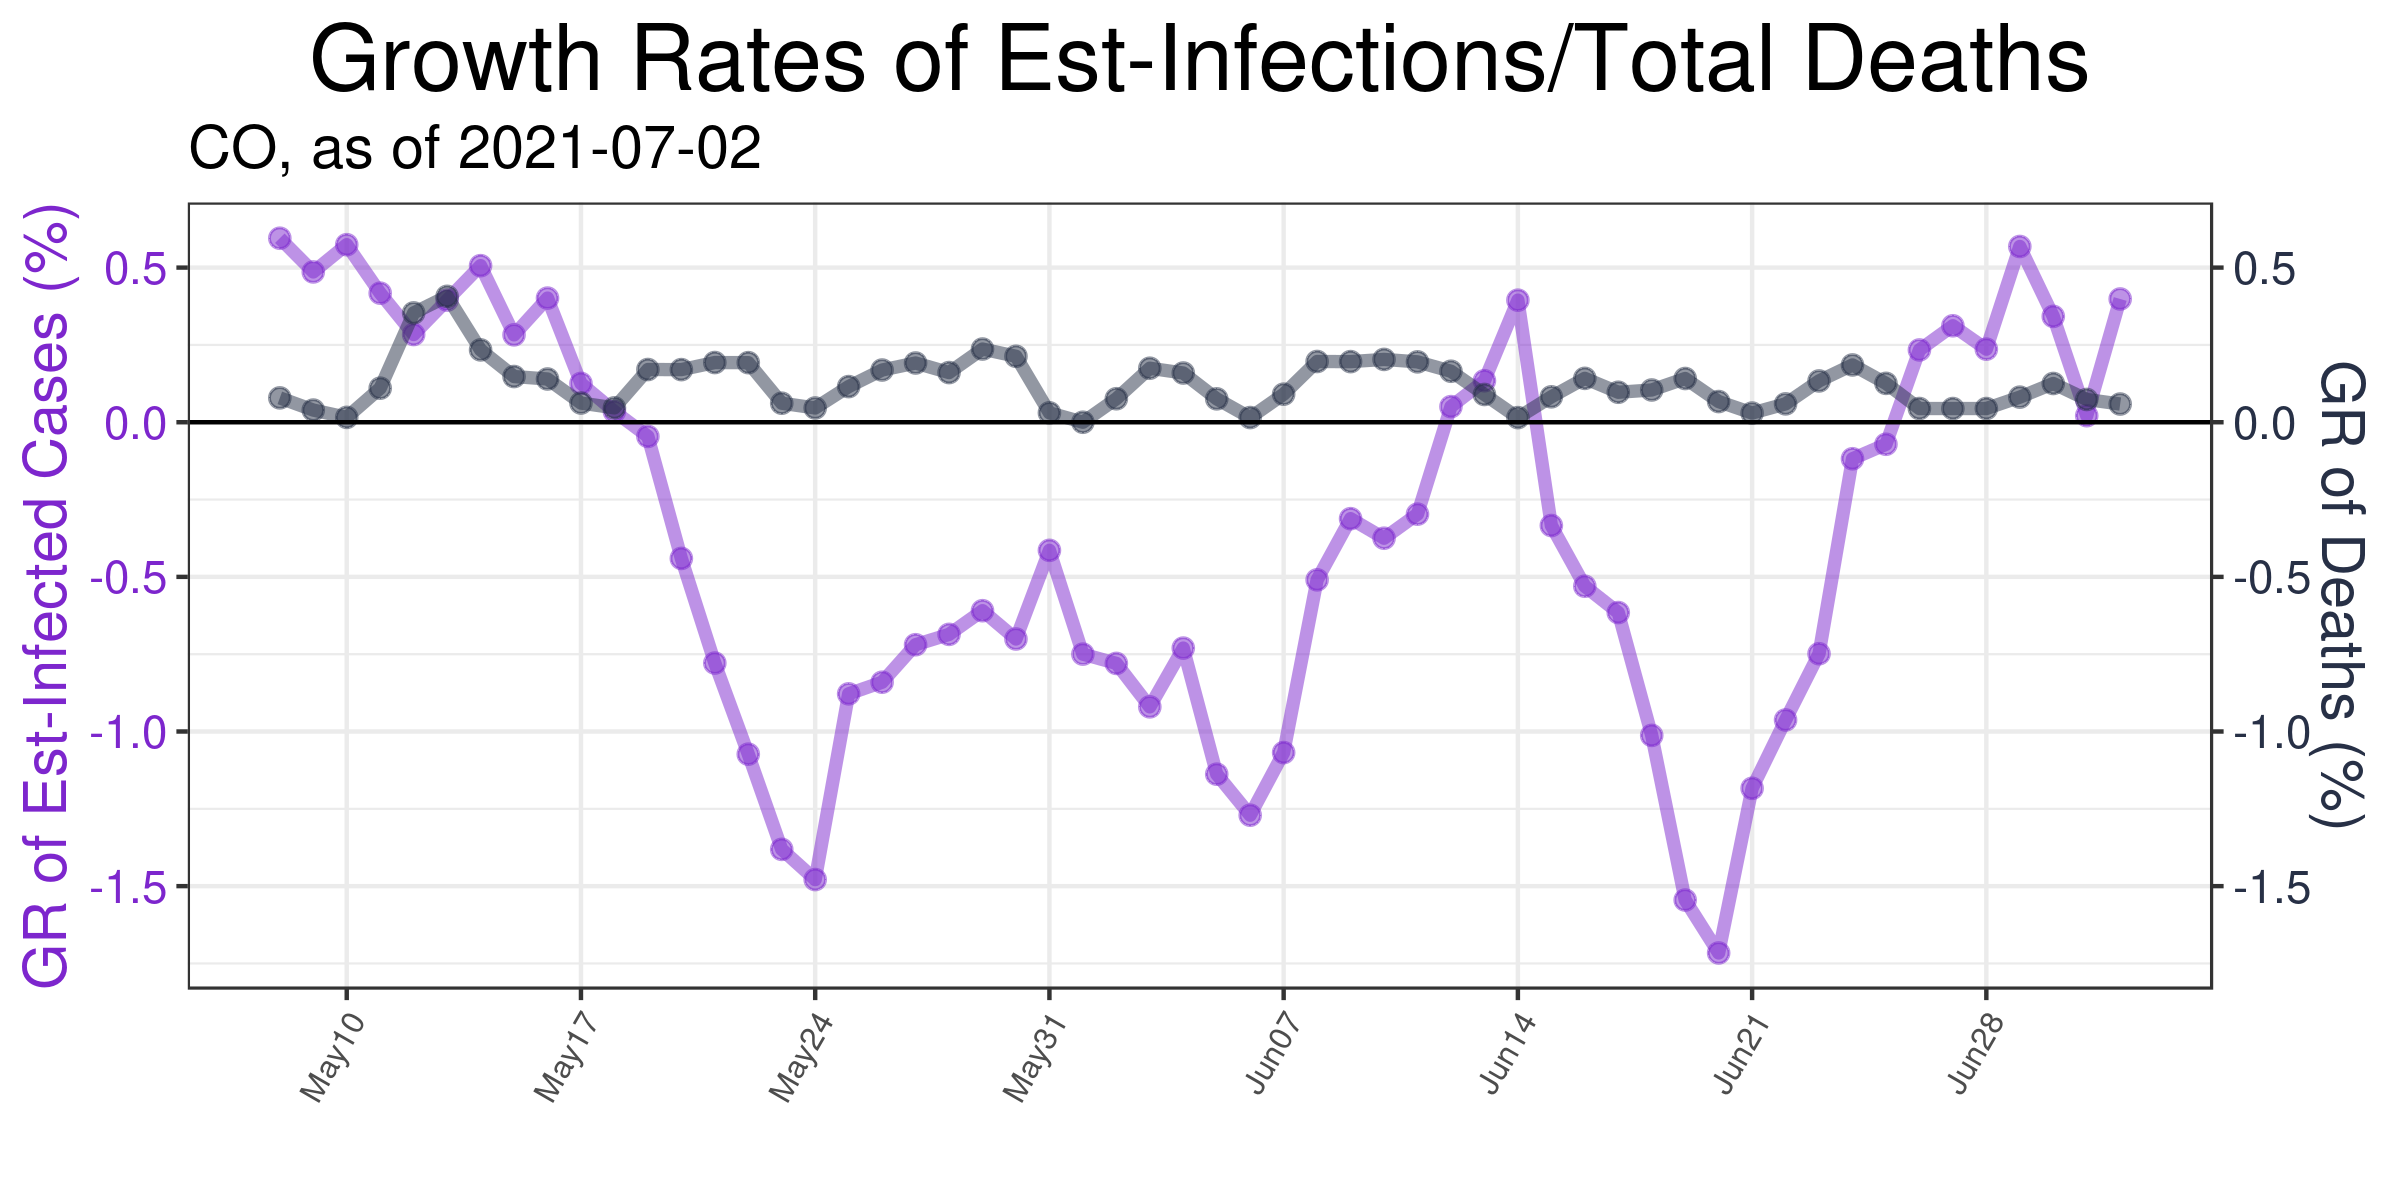 Growth Rates of Est-Infections/Total Deaths
CO, as of 2021-07-02
GR of Est-Infected Cases (%)
0.5
0.0
-0.5
-1.0
-1.5
0.5
0.0
-0.5
-1.0
-1.5
GR of Deaths (%)
May10
May17
May24
May31
Jun07
Jun14
Jun21
Jun28